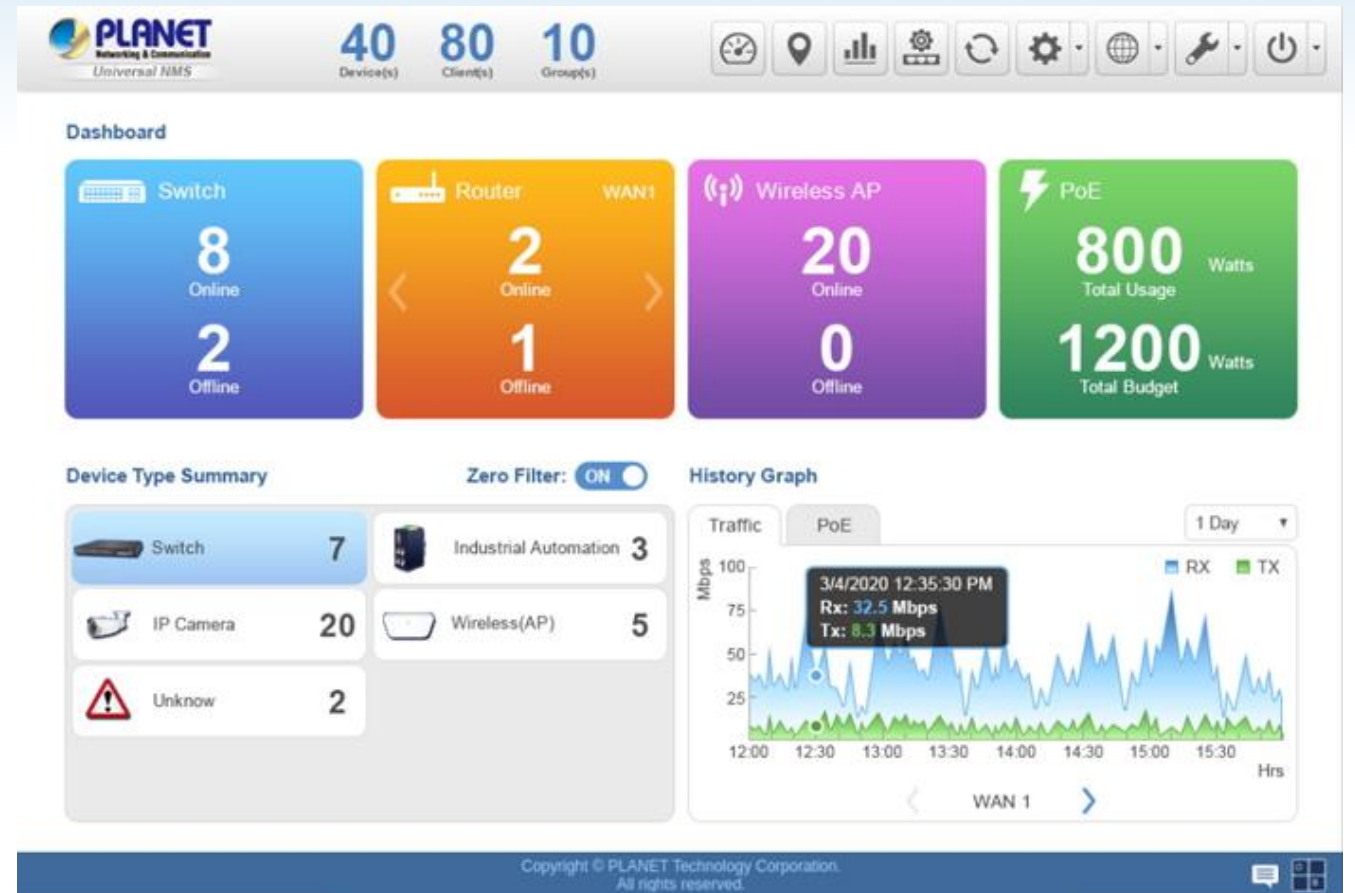 PLANET
Networking & Communication
Universal NMS
40 80 10
Device(s) Client(s) Group(s)
Dashboard
Switch
8
Online
2
Offline
Router WAN1
2
Online
1
Offline
Wireless AP
20
Online
0
Offline
PoE
800 Watts
Total Usage
1200 Watts
Total Budget
Device Type Summary Zero Filter: ON
Switch 7
Industrial Automation 3
IP Camera 20
Wireless(AP) 5
Unknow 2
History Graph
Traffic PoE 1 Day
Mbps
RX TX
100
75
50
25
3/4/2020 12:35:30 PM
Rx: 32.5 Mbps
Tx: 8.3 Mbps
12:00 12:30 13:00 13:30 14:00 14:30 15:00 15:30
Hrs
WAN 1
Copyright © PLANET Technology Corporation.
All rights reserved.